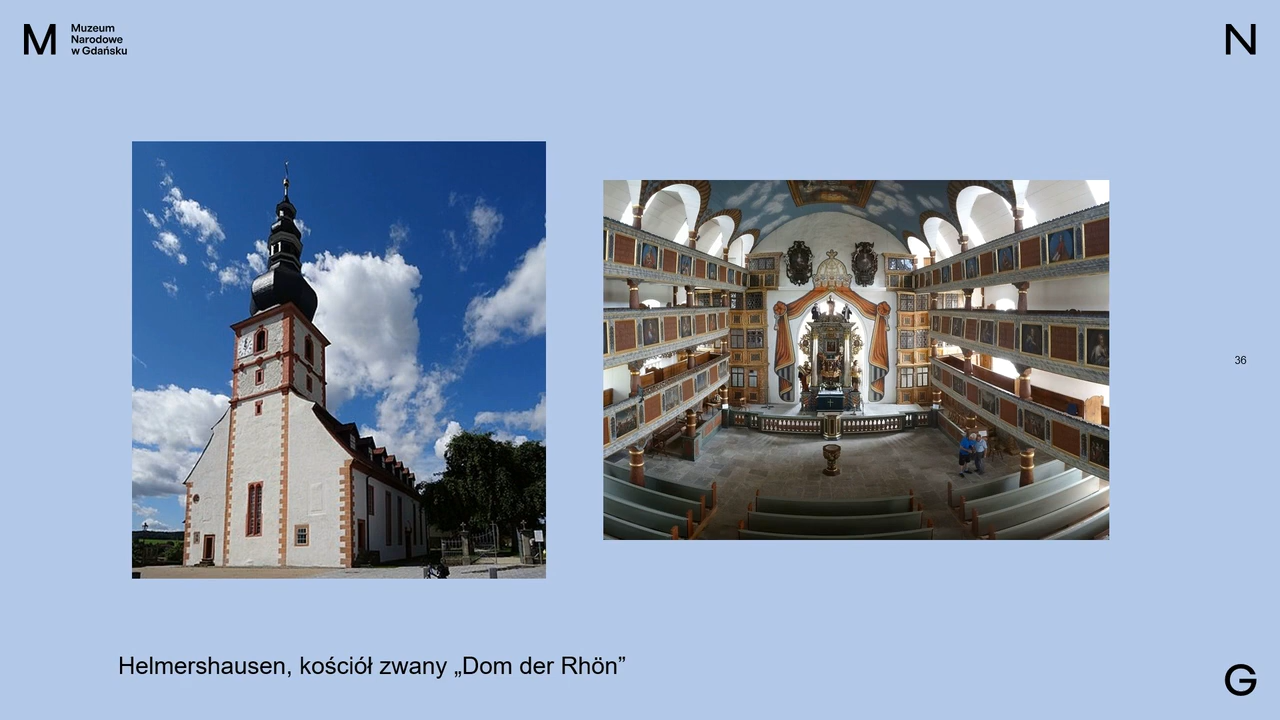 M
Muzeum
Narodowe
w Gdańsku
N
36
Helmershausen, kościół zwany „Dom der Rhön”
G